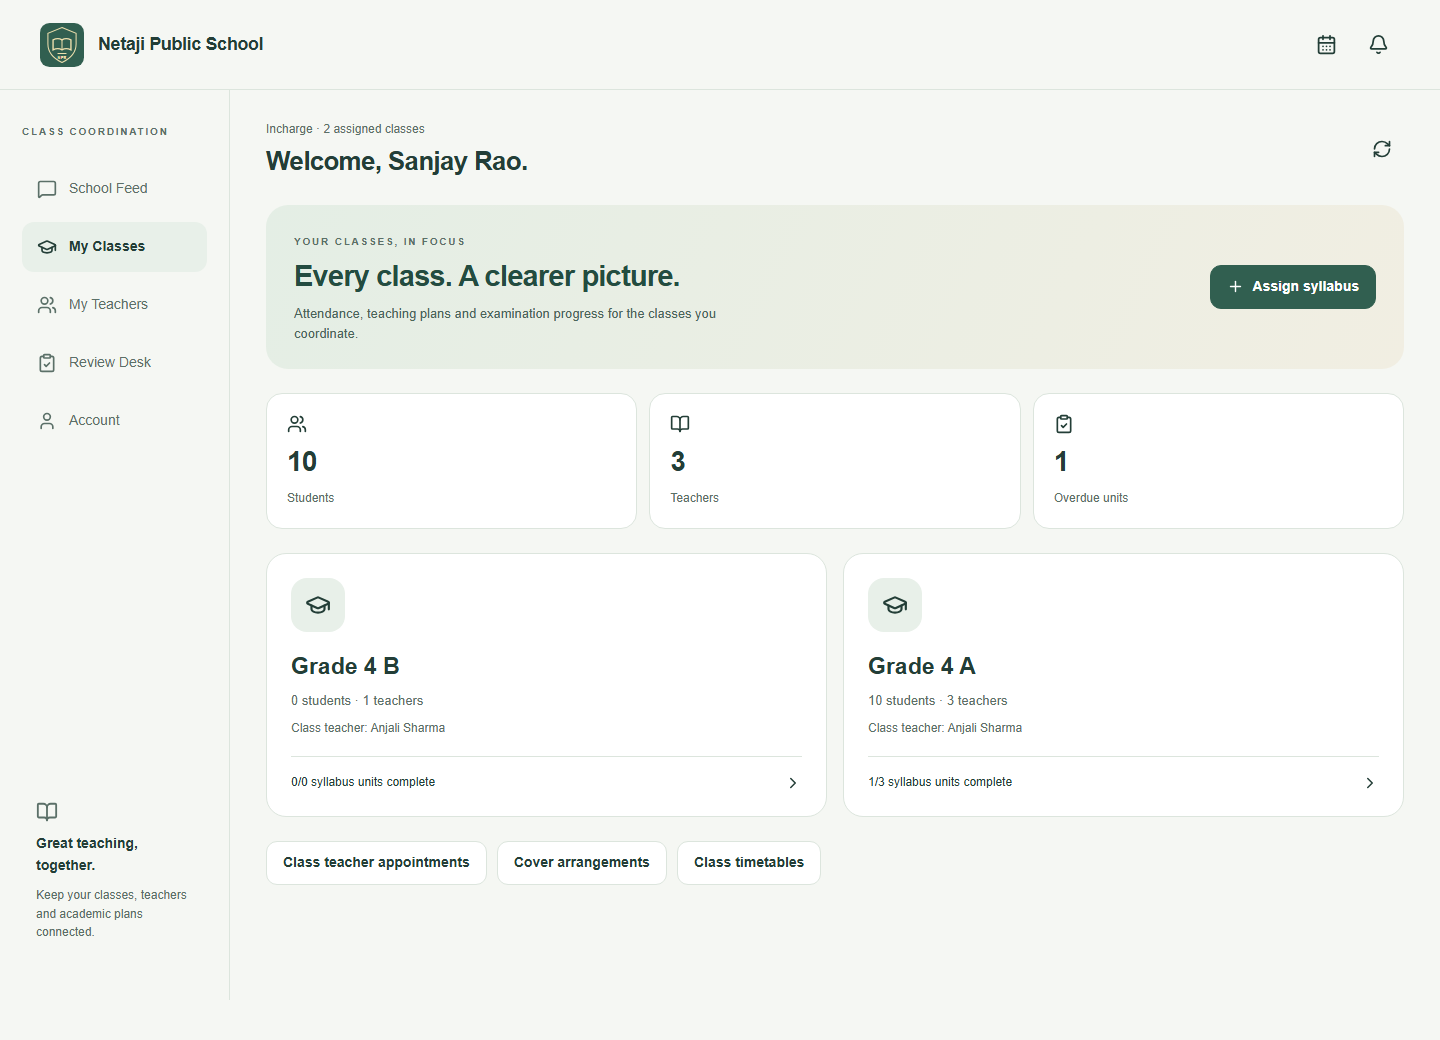 Netaji Public School
CLASS COORDINATION
School Feed
My Classes
My Teachers
Review Desk
Account
Great teaching,
together.
Keep your classes, teachers
and academic plans
connected.
Incharge · 2 assigned classes
Welcome, Sanjay Rao.
YOUR CLASSES, IN FOCUS
Every class. A clearer picture.
Attendance, teaching plans and examination progress for the classes you
coordinate.
Assign syllabus
10
Students
3
Teachers
1
Overdue units
Grade 4 B
0 students · 1 teachers
Class teacher: Anjali Sharma
0/0 syllabus units complete
Grade 4 A
10 students · 3 teachers
Class teacher: Anjali Sharma
1/3 syllabus units complete
Class teacher appointments
Cover arrangements
Class timetables